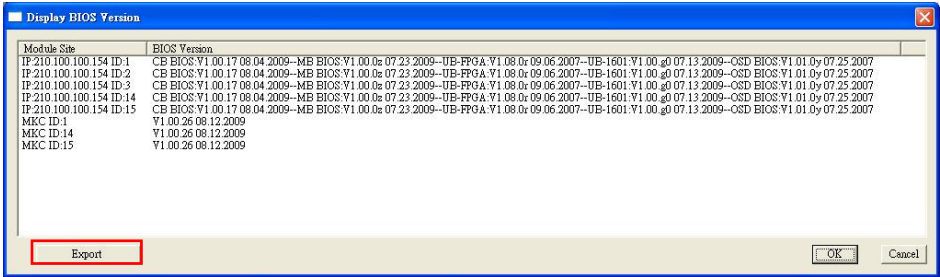 Display BIOS Version
Module Site BIOS Version
IP:210.100.100.154 ID:1 CB BIOS:V1.00.17 08.04.2009--MB BIOS:V1.00.0z 07.23.2009--UB-FPGA:V1.08.0r 09.06.2007--UB-1601:V1.00.g0 07.13.2009--OSD BIOS:V1.01.0y 07.25.2007
IP:210.100.100.154 ID:2 CB BIOS:V1.00.17 08.04.2009--MB BIOS:V1.00.0z 07.23.2009--UB-FPGA:V1.08.0r 09.06.2007--UB-1601:V1.00.g0 07.13.2009--OSD BIOS:V1.01.0y 07.25.2007
IP:210.100.100.154 ID:3 CB BIOS:V1.00.17 08.04.2009--MB BIOS:V1.00.0z 07.23.2009--UB-FPGA:V1.08.0r 09.06.2007--UB-1601:V1.00.g0 07.13.2009--OSD BIOS:V1.01.0y 07.25.2007
IP:210.100.100.154 ID:14 CB BIOS:V1.00.17 08.04.2009--MB BIOS:V1.00.0z 07.23.2009--UB-FPGA:V1.08.0r 09.06.2007--UB-1601:V1.00.g0 07.13.2009--OSD BIOS:V1.01.0y 07.25.2007
IP:210.100.100.154 ID:15 CB BIOS:V1.00.17 08.04.2009--MB BIOS:V1.00.0z 07.23.2009--UB-FPGA:V1.08.0r 09.06.2007--UB-1601:V1.00.g0 07.13.2009--OSD BIOS:V1.01.0y 07.25.2007
MKC ID:1 V1.00.26 08.12.2009
MKC ID:14 V1.00.26 08.12.2009
MKC ID:15 V1.00.26 08.12.2009
Export OK Cancel